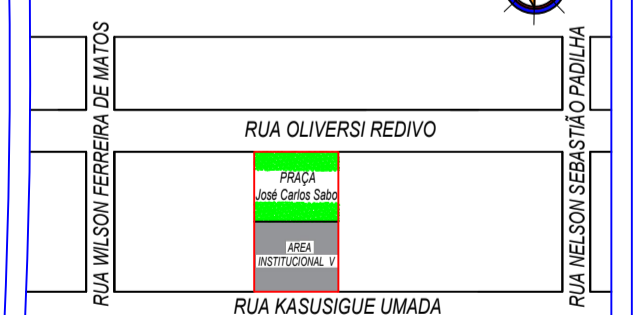 RUA WILSON FERREIRA DE MATOS
RUA OLIVERSI REDIVO
PRAÇA
José Carlos Sabo
AREA
INSTITUCIONAL V
RUA KASUSIGUE UMADA
RUA NELSON SEBASTIÃO PADILHA